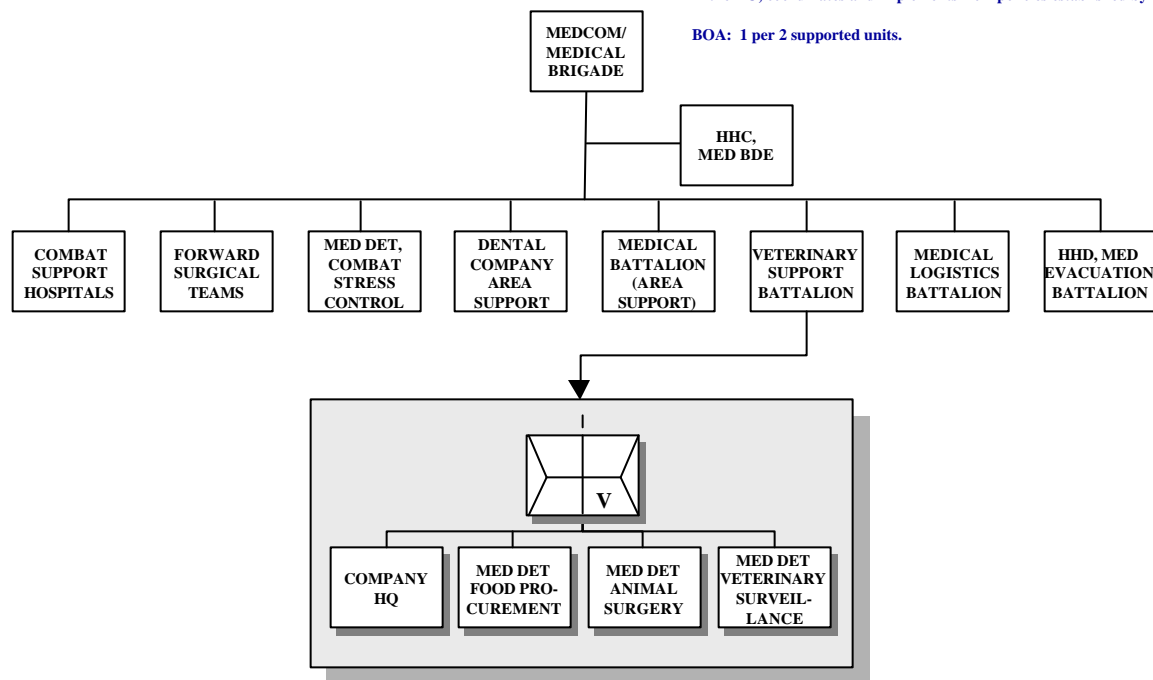 BOA: 1 per 2 supported units.
MEDCOM/
MEDICAL
BRIGADE
HHC,
MED BDE
COMBAT
SUPPORT
HOSPITALS
FORWARD
SURGICAL
TEAMS
MED DET,
COMBAT
STRESS
CONTROL
DENTAL
COMPANY
AREA
SUPPORT
MEDICAL
BATTALION
(AREA
SUPPORT)
VETERINARY
SUPPORT
BATTALION
MEDICAL
LOGISTICS
BATTALION
HHD, MED
EVACUATION
BATTALION
V
COMPANY
HQ
MED DET
FOOD PRO-
CUREMENT
MED DET
ANIMAL
SURGERY
MED DET
VETERINARY
SURVEIL-
LANCE